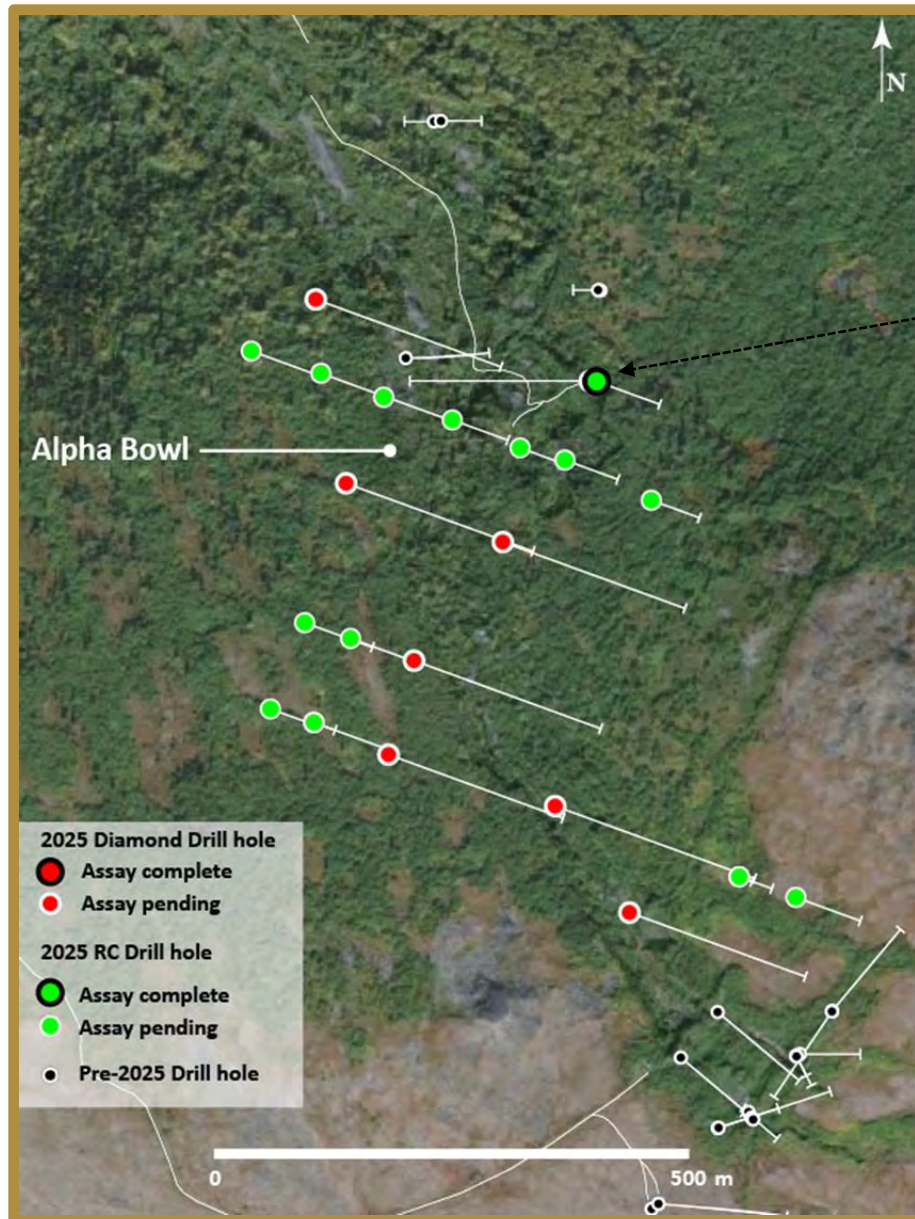 N
Alpha Bowl
2025 Diamond Drill hole
Assay complete
Assay pending
2025 RC Drill hole
Assay complete
Assay pending
Pre-2025 Drill hole
0 500 m